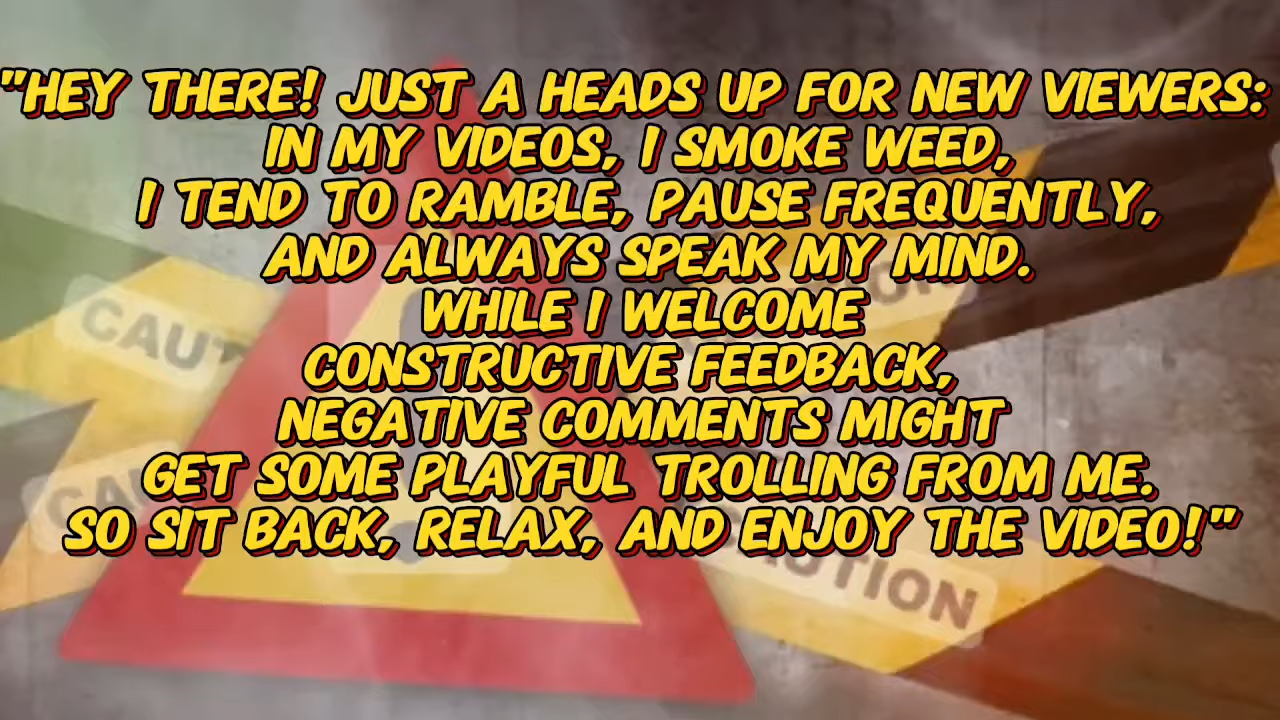 "HEY THERE! JUST A HEADS UP FOR NEW VIEWERS:
IN MY VIDEOS, I SMOKE WEED,
I TEND TO RAMBLE, PAUSE FREQUENTLY,
AND ALWAYS SPEAK MY MIND.
WHILE I WELCOME
CONSTRUCTIVE FEEDBACK,
NEGATIVE COMMENTS MIGHT
GET SOME PLAYFUL TROLLING FROM ME.
SO SIT BACK, RELAX, AND ENJOY THE VIDEO!"
CAUTION